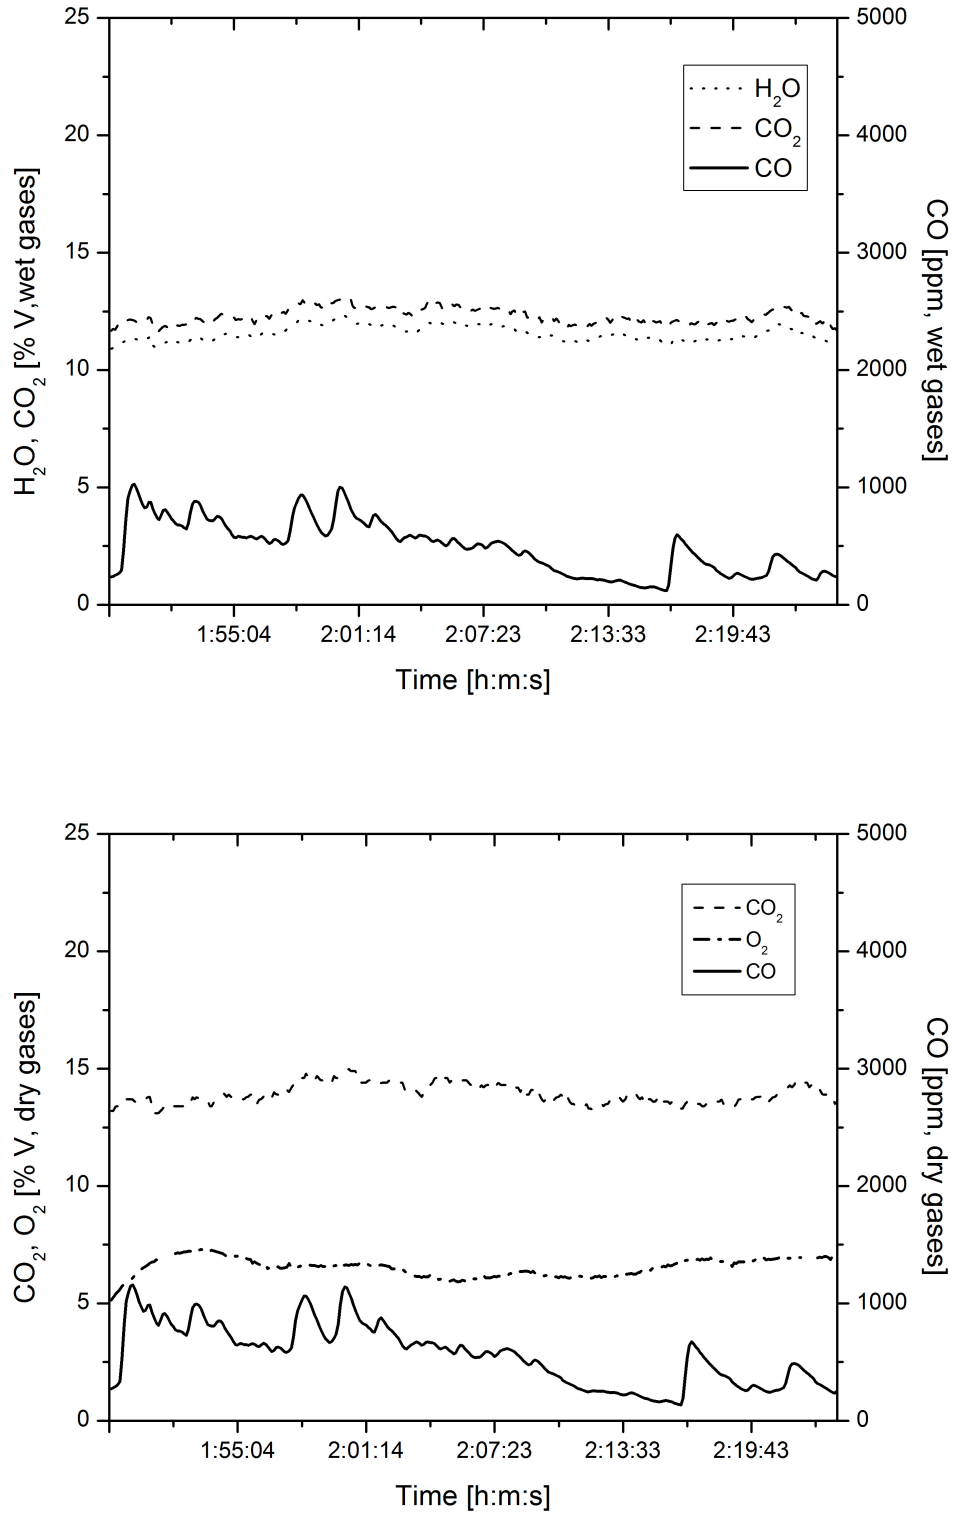 25
20
15
10
5
0
5000
4000
3000
2000
1000
0
H₂O
CO₂
CO
H₂O, CO₂ [% V,wet gases]
CO [ppm, wet gases]
1:55:04 2:01:14 2:07:23 2:13:33 2:19:43
Time [h:m:s]
25
20
15
10
5
0
5000
4000
3000
2000
1000
0
CO₂
O₂
CO
CO₂, O₂ [% V, dry gases]
CO [ppm, dry gases]
1:55:04 2:01:14 2:07:23 2:13:33 2:19:43
Time [h:m:s]